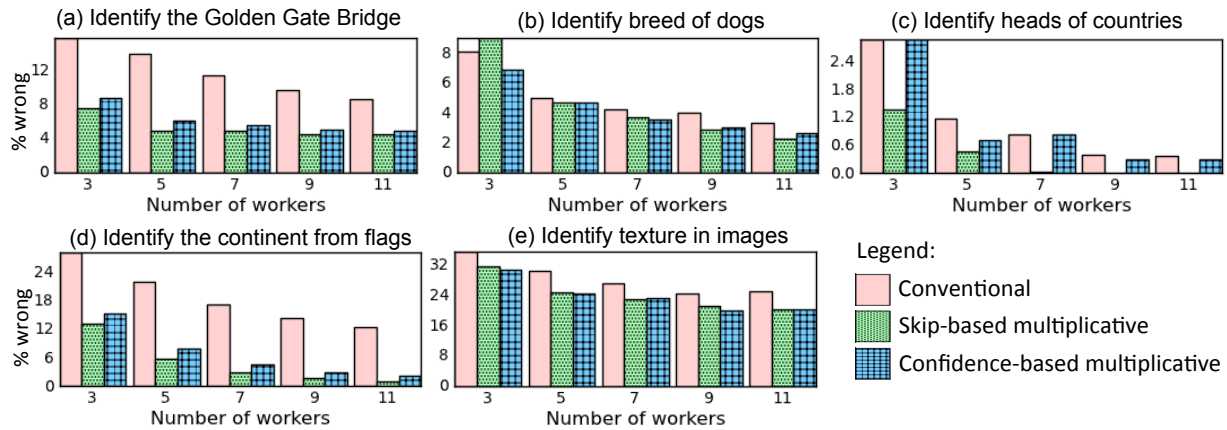 (a) Identify the Golden Gate Bridge
% wrong
12
8
4
0
3 5 7 9 11
Number of workers
(b) Identify breed of dogs
8
6
4
2
0
3 5 7 9 11
Number of workers
(c) Identify heads of countries
2.4
1.8
1.2
0.6
0.0
3 5 7 9 11
Number of workers
(d) Identify the continent from flags
% wrong
24
18
12
6
0
3 5 7 9 11
Number of workers
(e) Identify texture in images
32
24
16
8
0
3 5 7 9 11
Number of workers
Legend:
Conventional
Skip-based multiplicative
Confidence-based multiplicative